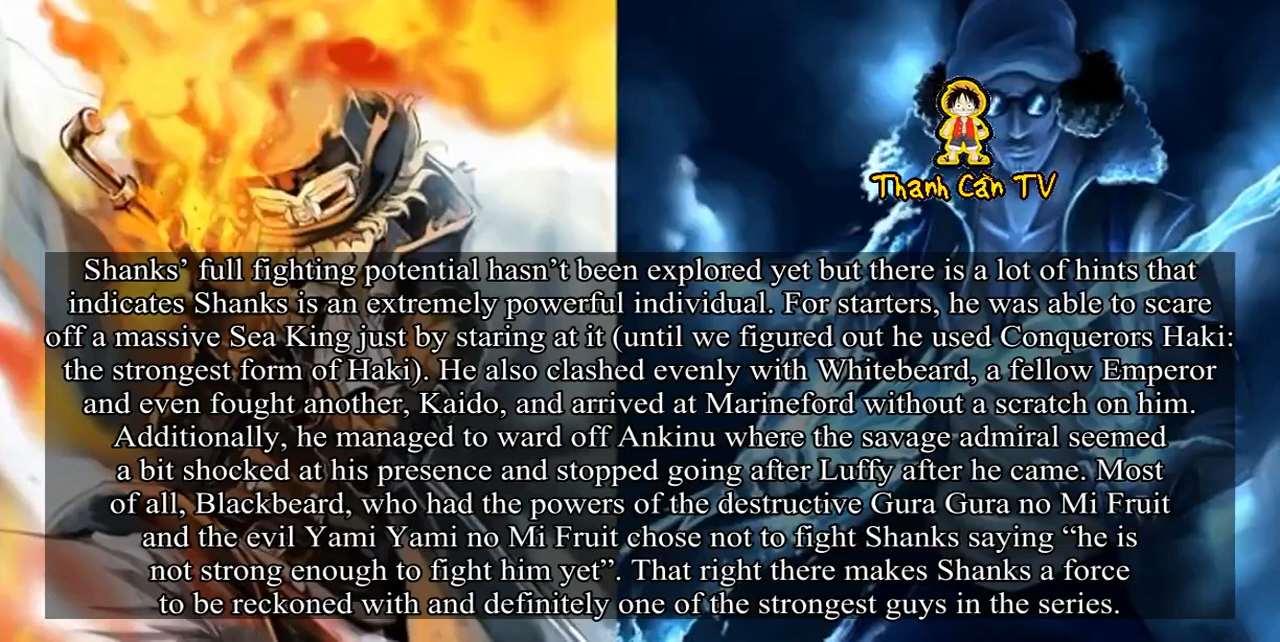 Thanh Càn TV
Shanks’ full fighting potential hasn’t been explored yet but there is a lot of hints that
indicates Shanks is an extremely powerful individual. For starters, he was able to scare
off a massive Sea King just by staring at it (until we figured out he used Conquerors Haki:
the strongest form of Haki). He also clashed evenly with Whitebeard, a fellow Emperor
and even fought another, Kaido, and arrived at Marineford without a scratch on him.
Additionally, he managed to ward off Ankinu where the savage admiral seemed
a bit shocked at his presence and stopped going after Luffy after he came. Most
of all, Blackbeard, who had the powers of the destructive Gura Gura no Mi Fruit
and the evil Yami Yami no Mi Fruit chose not to fight Shanks saying “he is
not strong enough to fight him yet”. That right there makes Shanks a force
to be reckoned with and definitely one of the strongest guys in the series.